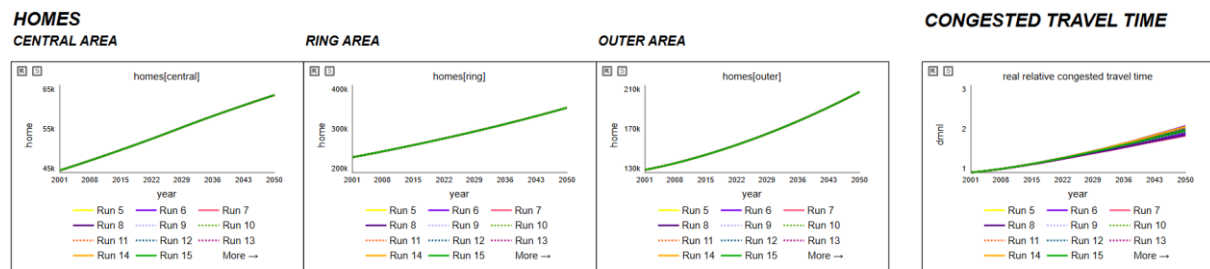 HOMES
CENTRAL AREA
RING AREA
OUTER AREA
CONGESTED TRAVEL TIME
R S
homes[central]
65k
55k
45k
home
2001 2008 2015 2022 2029 2036 2043 2050
year
Run 5 Run 6 Run 7
Run 8 Run 9 Run 10
Run 11 Run 12 Run 13
Run 14 Run 15 More →
R S
homes[ring]
400k
300k
200k
home
2001 2008 2015 2022 2029 2036 2043 2050
year
Run 5 Run 6 Run 7
Run 8 Run 9 Run 10
Run 11 Run 12 Run 13
Run 14 Run 15 More →
R S
homes[outer]
210k
170k
130k
home
2001 2008 2015 2022 2029 2036 2043 2050
year
Run 5 Run 6 Run 7
Run 8 Run 9 Run 10
Run 11 Run 12 Run 13
Run 14 Run 15 More →
R S
real relative congested travel time
3
2
1
dmnl
2001 2008 2015 2022 2029 2036 2043 2050
year
Run 5 Run 6 Run 7
Run 8 Run 9 Run 10
Run 11 Run 12 Run 13
Run 14 Run 15 More →